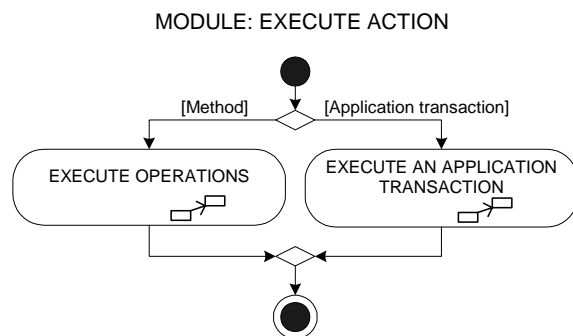 MODULE: EXECUTE ACTION
[Method]
[Application transaction]
EXECUTE OPERATIONS
EXECUTE AN APPLICATION
TRANSACTION